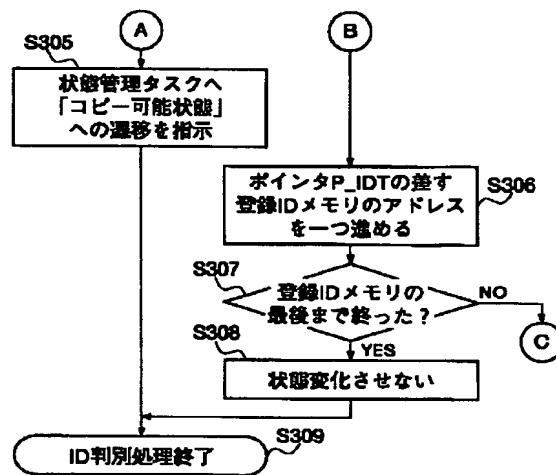 A
B
S305
状態管理タスクへ
「コピー可能状態」
への遷移を指示
ポインタP_IDTの差す
登録IDメモリのアドレス
を一つ進める
S306
S307
登録IDメモリの
最後まで終った？
NO
C
S308
YES
状態変化させない
ID判別処理終了
S309